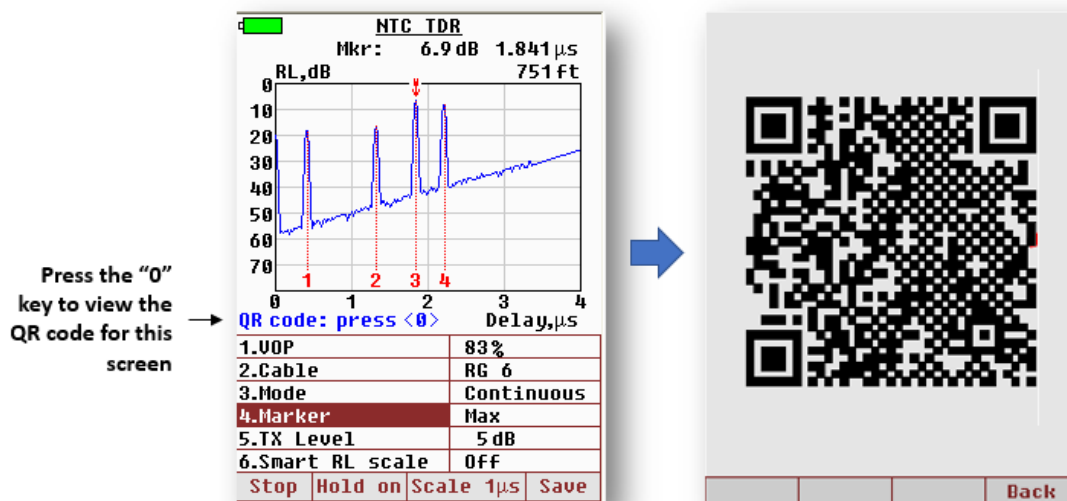 NTC TDR
Mkr: 6.9 dB 1.841 µs
RL,dB 751 ft
M
0
10
20
30
40
50
60
70
1 2 3 4
0 1 2 3 4
QR code: press <0> Delay,µs
Press the “0”
key to view the
QR code for this
screen
1.VOP 83%
2.Cable RG 6
3.Mode Continuous
4.Marker Max
5.TX Level 5 dB
6.Smart RL scale Off
Stop Hold on Scale 1µs Save
Back